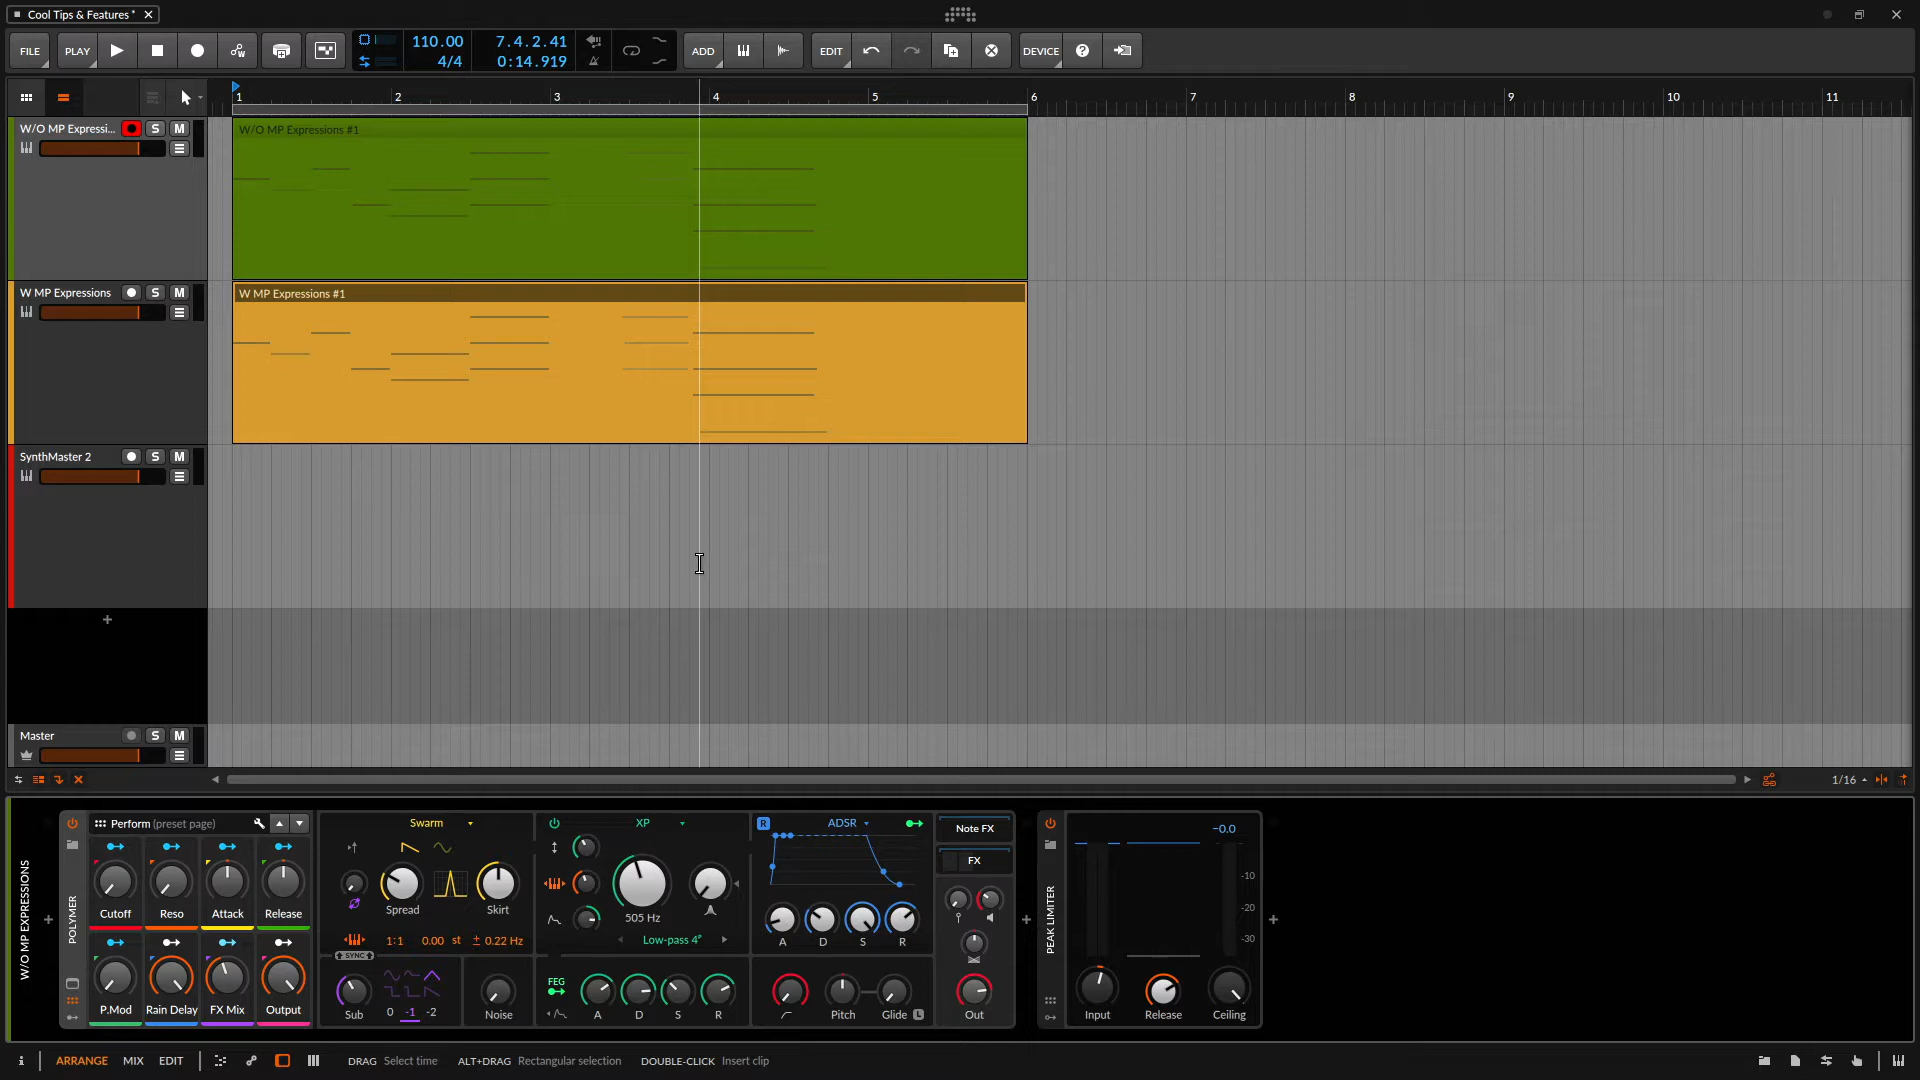 Cool Tips & Features *
FILE PLAY 110.00 4/4 7.4.2.41 0:14.919 ADD EDIT DEVICE
1 2 3 4 5 6 7 8 9 10 11
W/O MP Expressi... S M
W/O MP Expressions #1
W MP Expressions S M
W MP Expressions #1
SynthMaster 2 S M
+
Master S M
1/16
W/O MP EXPRESSIONS
POLYMER
Perform (preset page)
Cutoff Reso Attack Release
P.Mod Rain Delay FX Mix Output
Swarm
Spread Skirt
1:1 0.00 st ± 0.22 Hz
SYNC
Sub 0 -1 -2 Noise
XP
505 Hz
Low-pass 4°
FEG
A D S R
R ADSR
A D S R
Pitch Glide L
Note FX
FX
Out
PEAK LIMITER
-0.0
-10
-20
-30
Input Release Ceiling
i ARRANGE MIX EDIT DRAG Select time ALT+DRAG Rectangular selection DOUBLE-CLICK Insert clip